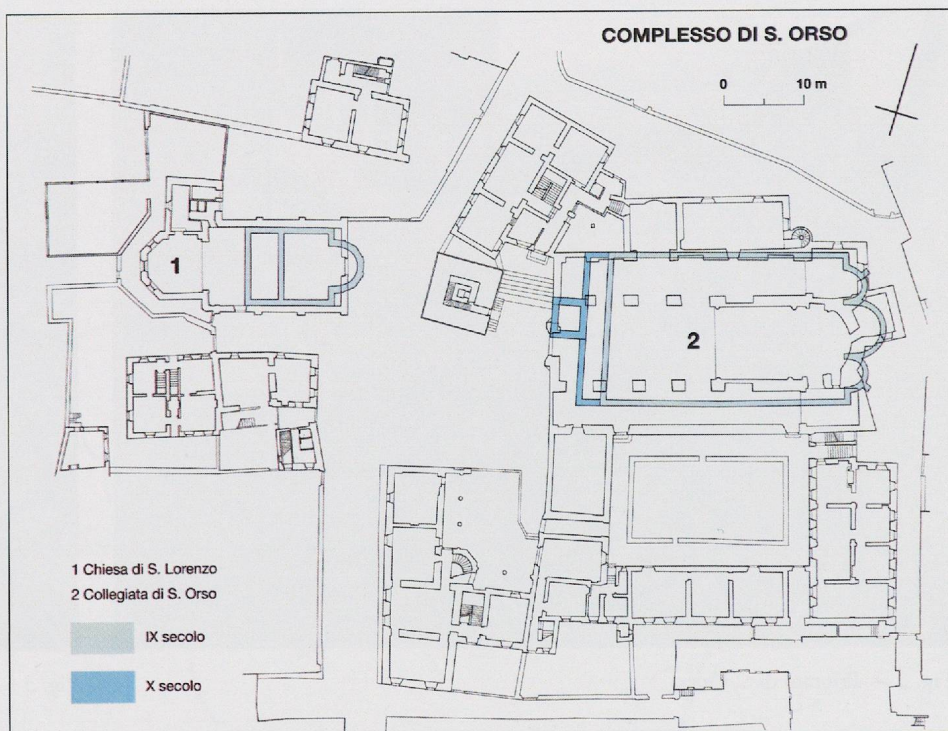 COMPLESSO DI S. ORSO
0 10 m
1
2
1 Chiesa di S. Lorenzo
2 Collegiata di S. Orso
IX secolo
X secolo